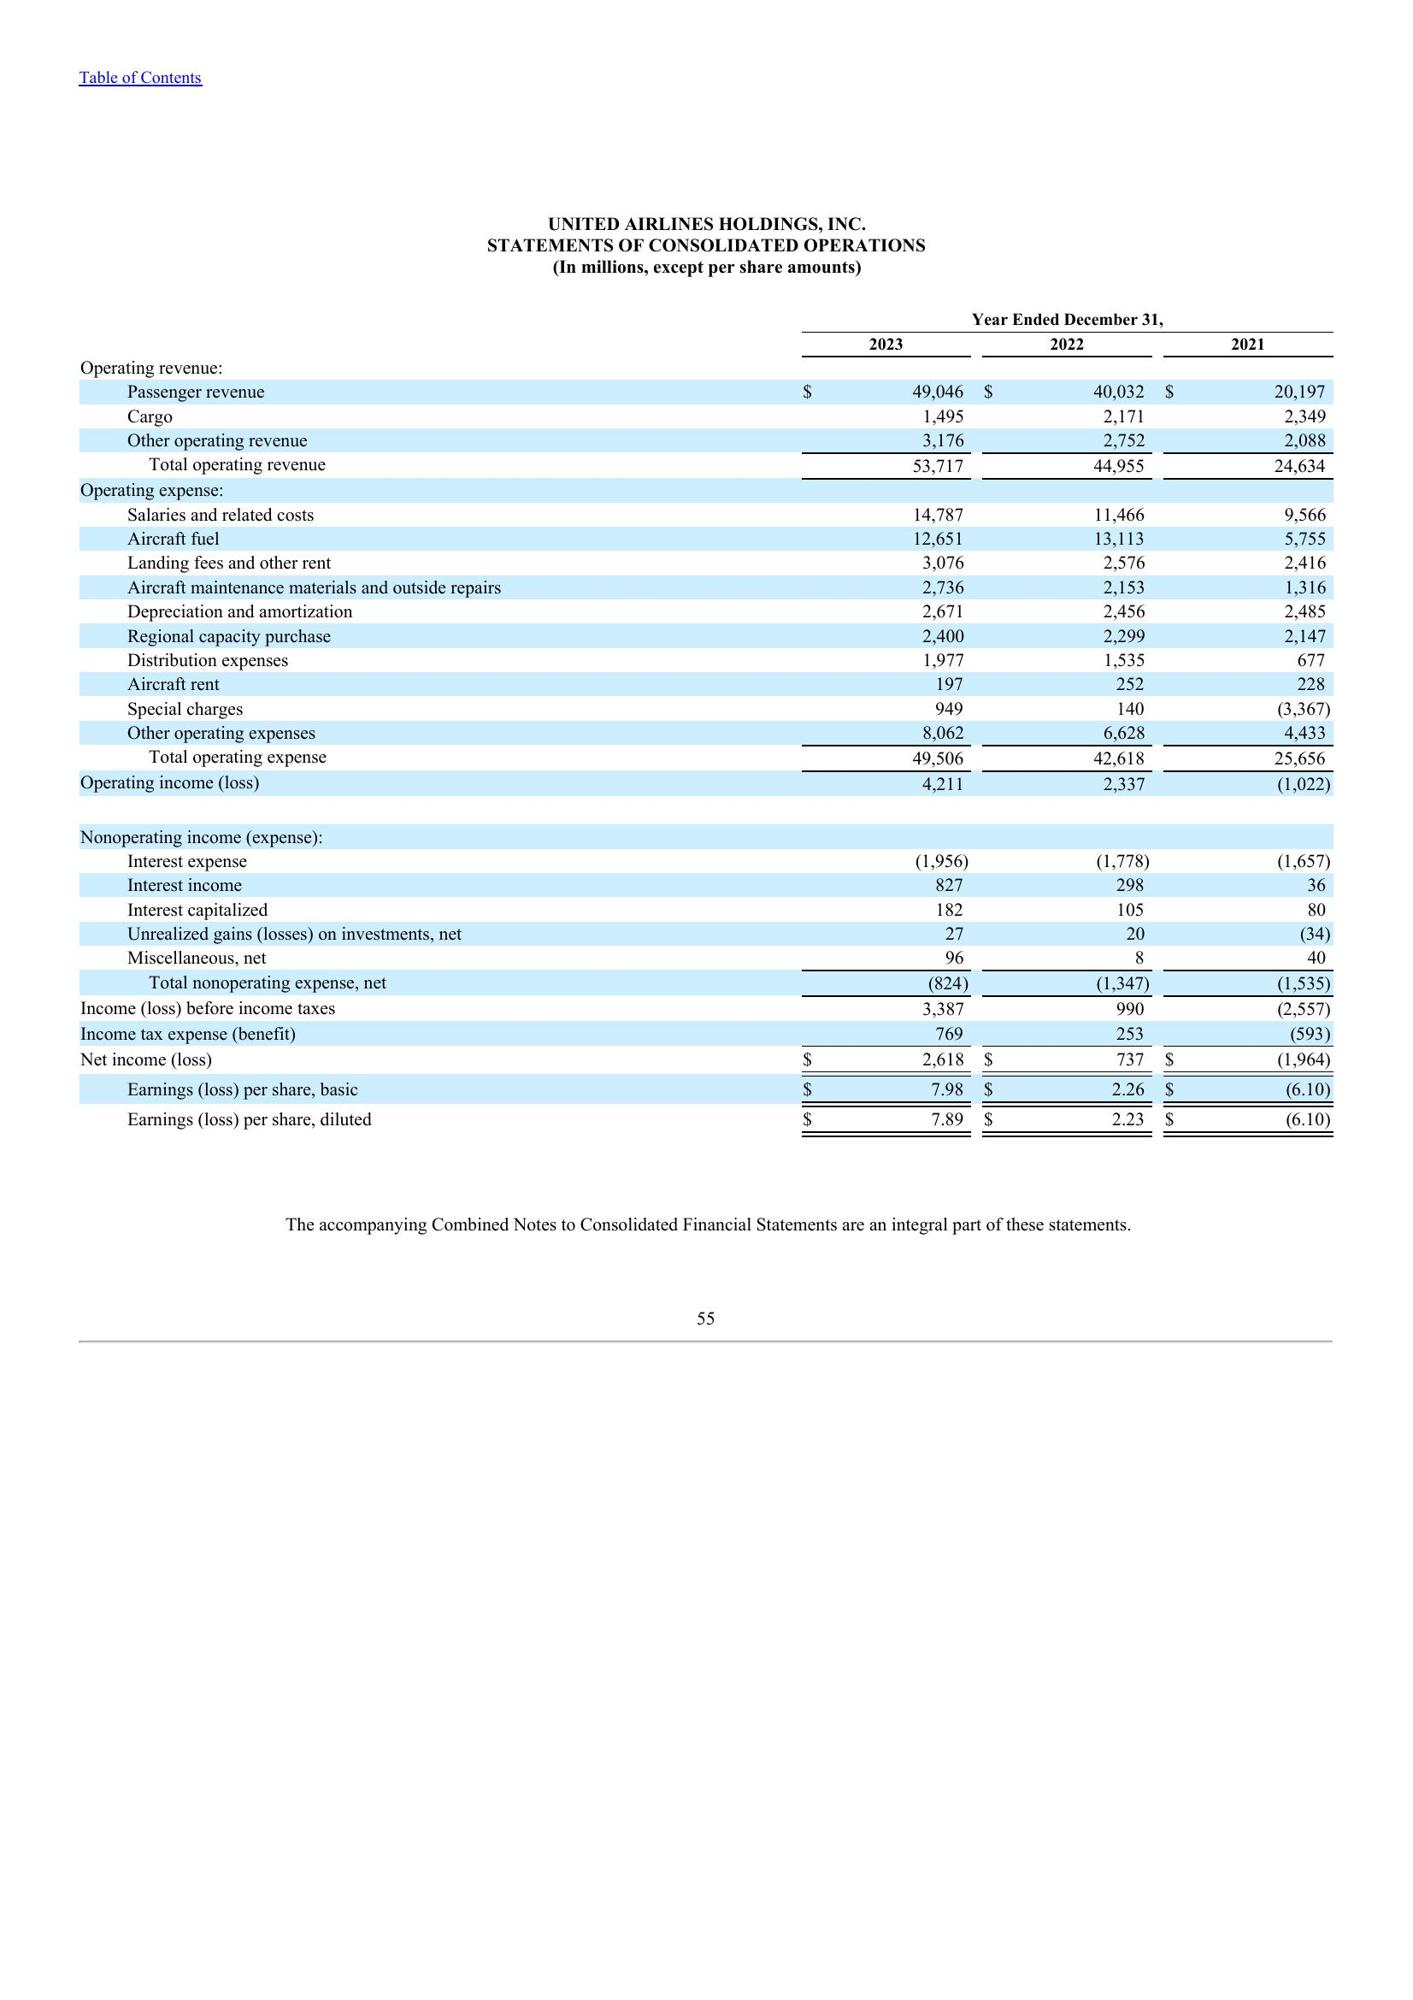 Table of Contents
UNITED AIRLINES HOLDINGS, INC.
STATEMENTS OF CONSOLIDATED OPERATIONS
(In millions, except per share amounts)
Year Ended December 31,
2023 2022 2021
Operating revenue:
Passenger revenue $ 49,046 $ 40,032 $ 20,197
Cargo 1,495 2,171 2,349
Other operating revenue 3,176 2,752 2,088
Total operating revenue 53,717 44,955 24,634
Operating expense:
Salaries and related costs 14,787 11,466 9,566
Aircraft fuel 12,651 13,113 5,755
Landing fees and other rent 3,076 2,576 2,416
Aircraft maintenance materials and outside repairs 2,736 2,153 1,316
Depreciation and amortization 2,671 2,456 2,485
Regional capacity purchase 2,400 2,299 2,147
Distribution expenses 1,977 1,535 677
Aircraft rent 197 252 228
Special charges 949 140 (3,367)
Other operating expenses 8,062 6,628 4,433
Total operating expense 49,506 42,618 25,656
Operating income (loss) 4,211 2,337 (1,022)
Nonoperating income (expense):
Interest expense (1,956) (1,778) (1,657)
Interest income 827 298 36
Interest capitalized 182 105 80
Unrealized gains (losses) on investments, net 27 20 (34)
Miscellaneous, net 96 8 40
Total nonoperating expense, net (824) (1,347) (1,535)
Income (loss) before income taxes 3,387 990 (2,557)
Income tax expense (benefit) 769 253 (593)
Net income (loss) $ 2,618 $ 737 $ (1,964)
Earnings (loss) per share, basic $ 7.98 $ 2.26 $ (6.10)
Earnings (loss) per share, diluted $ 7.89 $ 2.23 $ (6.10)
The accompanying Combined Notes to Consolidated Financial Statements are an integral part of these statements.
55